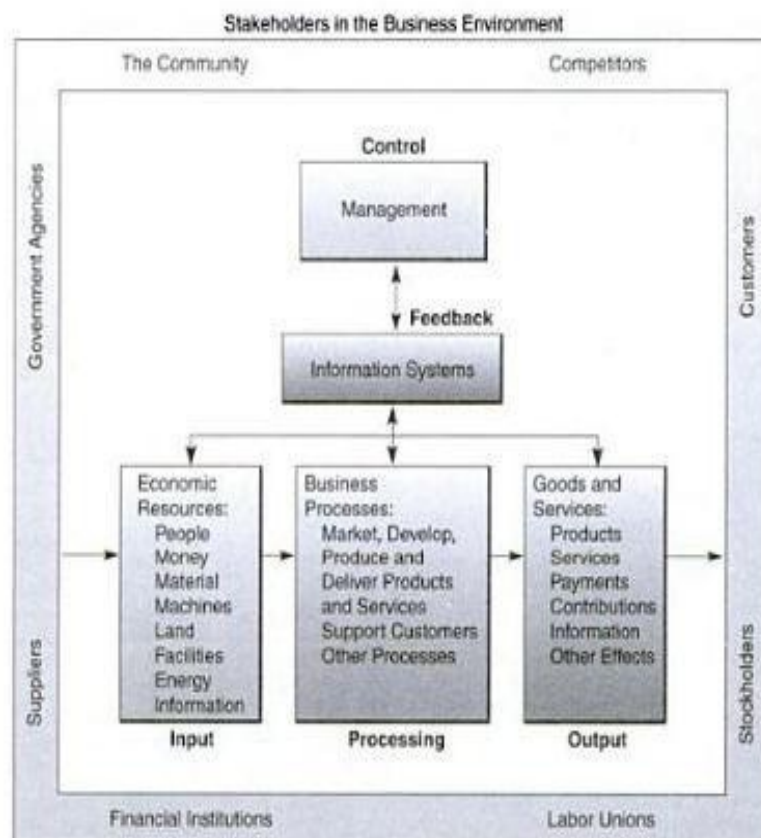 Stakeholders in the Business Environment
The Community
Competitors
Government Agencies
Suppliers
Customers
Stockholders
Control
Management
Feedback
Information Systems
Economic
Resources:
People
Money
Material
Machines
Land
Facilities
Energy
Information
Input
Business
Processes:
Market, Develop,
Produce and
Deliver Products
and Services
Support Customers
Other Processes
Processing
Goods and
Services:
Products
Services
Payments
Contributions
Information
Other Effects
Output
Financial Institutions
Labor Unions